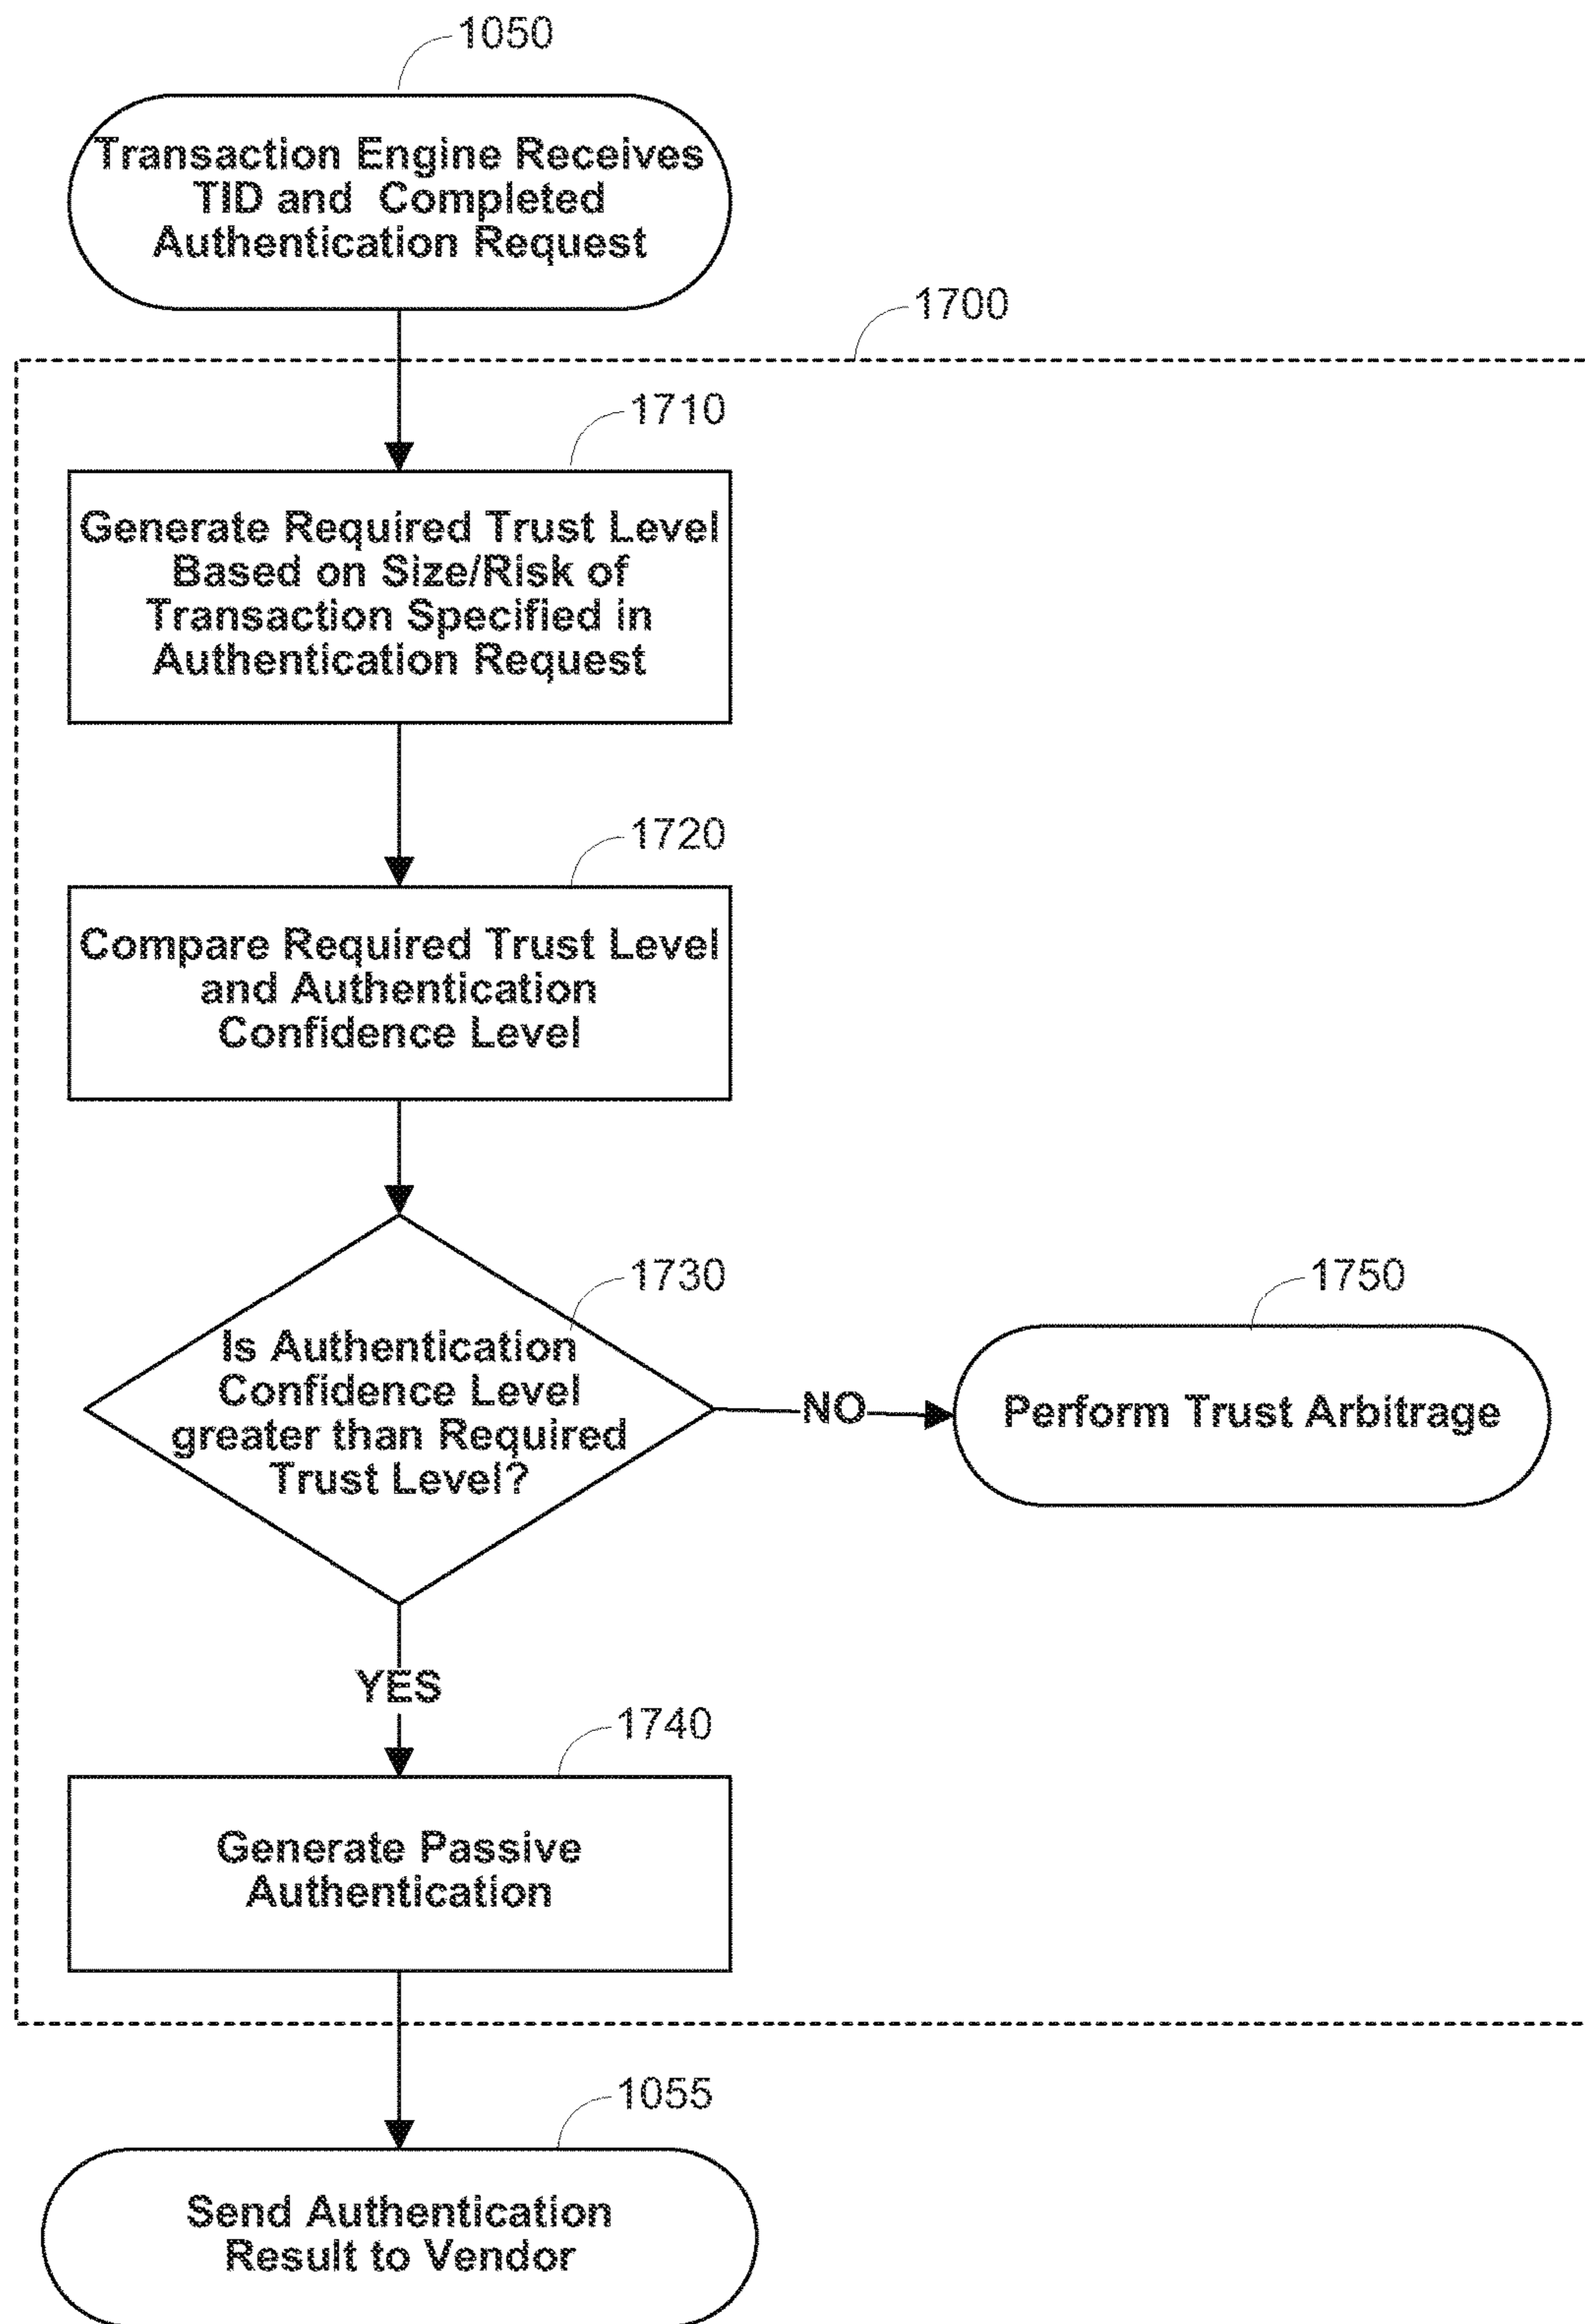 1050
Transaction Engine Receives
TID and Completed
Authentication Request
1700
1710
Generate Required Trust Level
Based on Size/Risk of
Transaction Specified in
Authentication Request
1720
Compare Required Trust Level
and Authentication
Confidence Level
1730
Is Authentication
Confidence Level
greater than Required
Trust Level?
NO
1750
Perform Trust Arbitrage
YES
1740
Generate Passive
Authentication
1055
Send Authentication
Result to Vendor